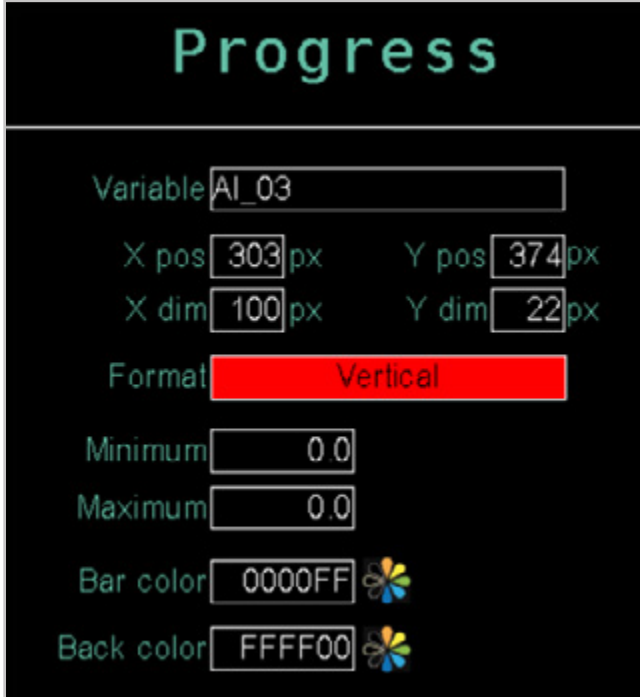 Progress
Variable AI_03
X pos 303 px Y pos 374 px
X dim 100 px Y dim 22 px
Format Vertical
Minimum 0.0
Maximum 0.0
Bar color 0000FF
Back color FFFF00